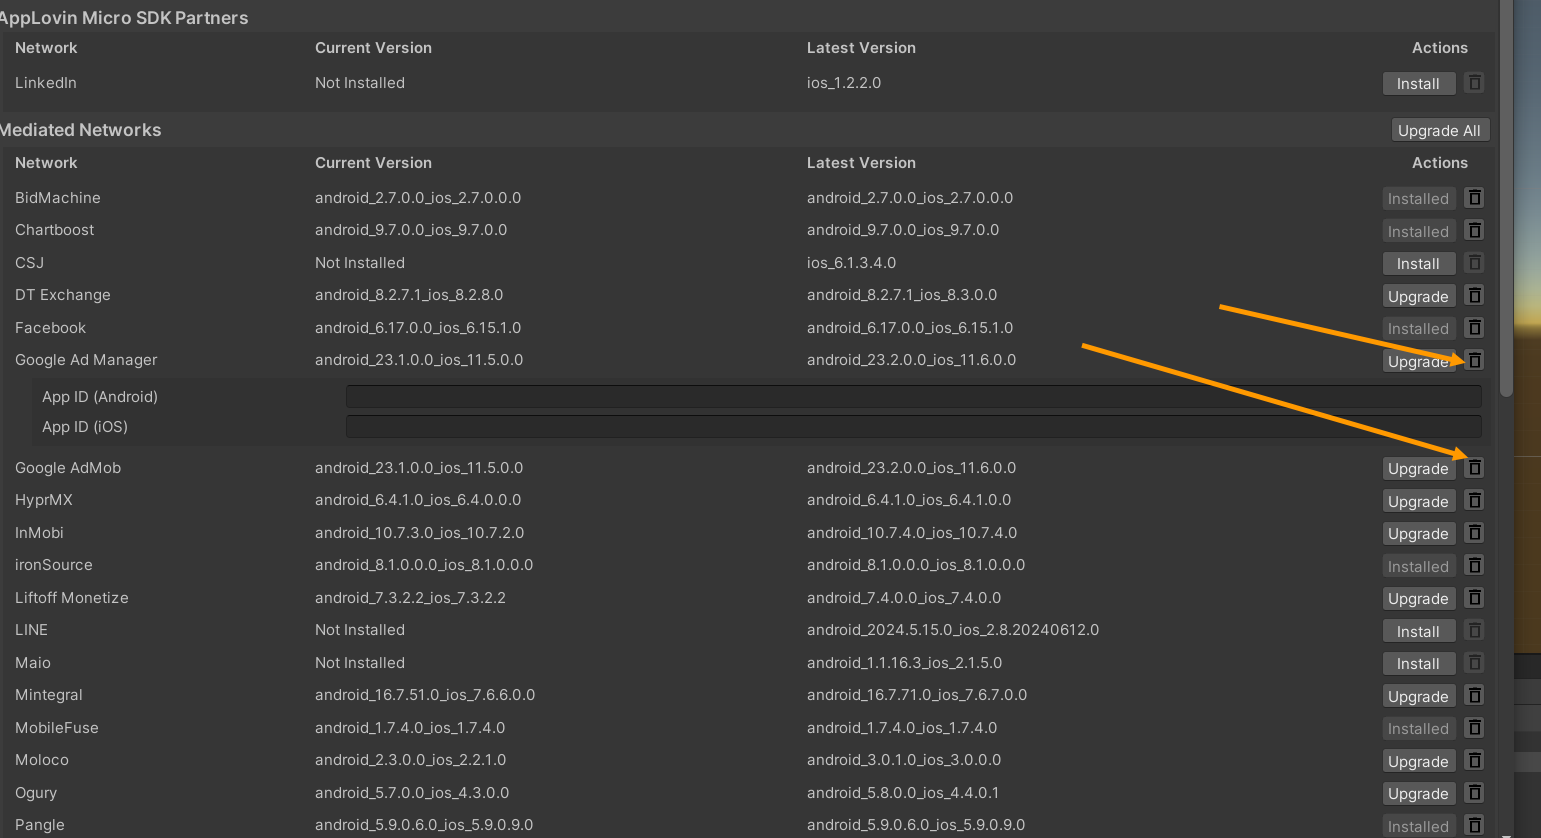 AppLovin Micro SDK Partners
Network Current Version Latest Version Actions
LinkedIn Not Installed ios_1.2.2.0 Install
Mediated Networks Upgrade All
Network Current Version Latest Version Actions
BidMachine android_2.7.0.0_ios_2.7.0.0.0 android_2.7.0.0_ios_2.7.0.0.0 Installed
Chartboost android_9.7.0.0_ios_9.7.0.0 android_9.7.0.0_ios_9.7.0.0 Installed
CSJ Not Installed ios_6.1.3.4.0 Install
DT Exchange android_8.2.7.1_ios_8.2.8.0 android_8.2.7.1_ios_8.3.0.0 Upgrade
Facebook android_6.17.0.0_ios_6.15.1.0 android_6.17.0.0_ios_6.15.1.0 Installed
Google Ad Manager android_23.1.0.0_ios_11.5.0.0 android_23.2.0.0_ios_11.6.0.0 Upgrade
App ID (Android)
App ID (iOS)
Google AdMob android_23.1.0.0_ios_11.5.0.0 android_23.2.0.0_ios_11.6.0.0 Upgrade
HyprMX android_6.4.1.0_ios_6.4.0.0.0 android_6.4.1.0_ios_6.4.1.0.0 Upgrade
InMobi android_10.7.3.0_ios_10.7.2.0 android_10.7.4.0_ios_10.7.4.0 Upgrade
ironSource android_8.1.0.0.0_ios_8.1.0.0.0 android_8.1.0.0.0_ios_8.1.0.0.0 Installed
Liftoff Monetize android_7.3.2.2_ios_7.3.2.2 android_7.4.0.0_ios_7.4.0.0 Upgrade
LINE Not Installed android_2024.5.15.0_ios_2.8.20240612.0 Install
Maio Not Installed android_1.1.16.3_ios_2.1.5.0 Install
Mintegral android_16.7.51.0_ios_7.6.6.0.0 android_16.7.71.0_ios_7.6.7.0.0 Upgrade
MobileFuse android_1.7.4.0_ios_1.7.4.0 android_1.7.4.0_ios_1.7.4.0 Installed
Moloco android_2.3.0.0_ios_2.2.1.0 android_3.0.1.0_ios_3.0.0.0 Upgrade
Ogury android_5.7.0.0_ios_4.3.0.0 android_5.8.0.0_ios_4.4.0.1 Upgrade
Pangle android_5.9.0.6.0_ios_5.9.0.9.0 android_5.9.0.6.0_ios_5.9.0.9.0 Installed